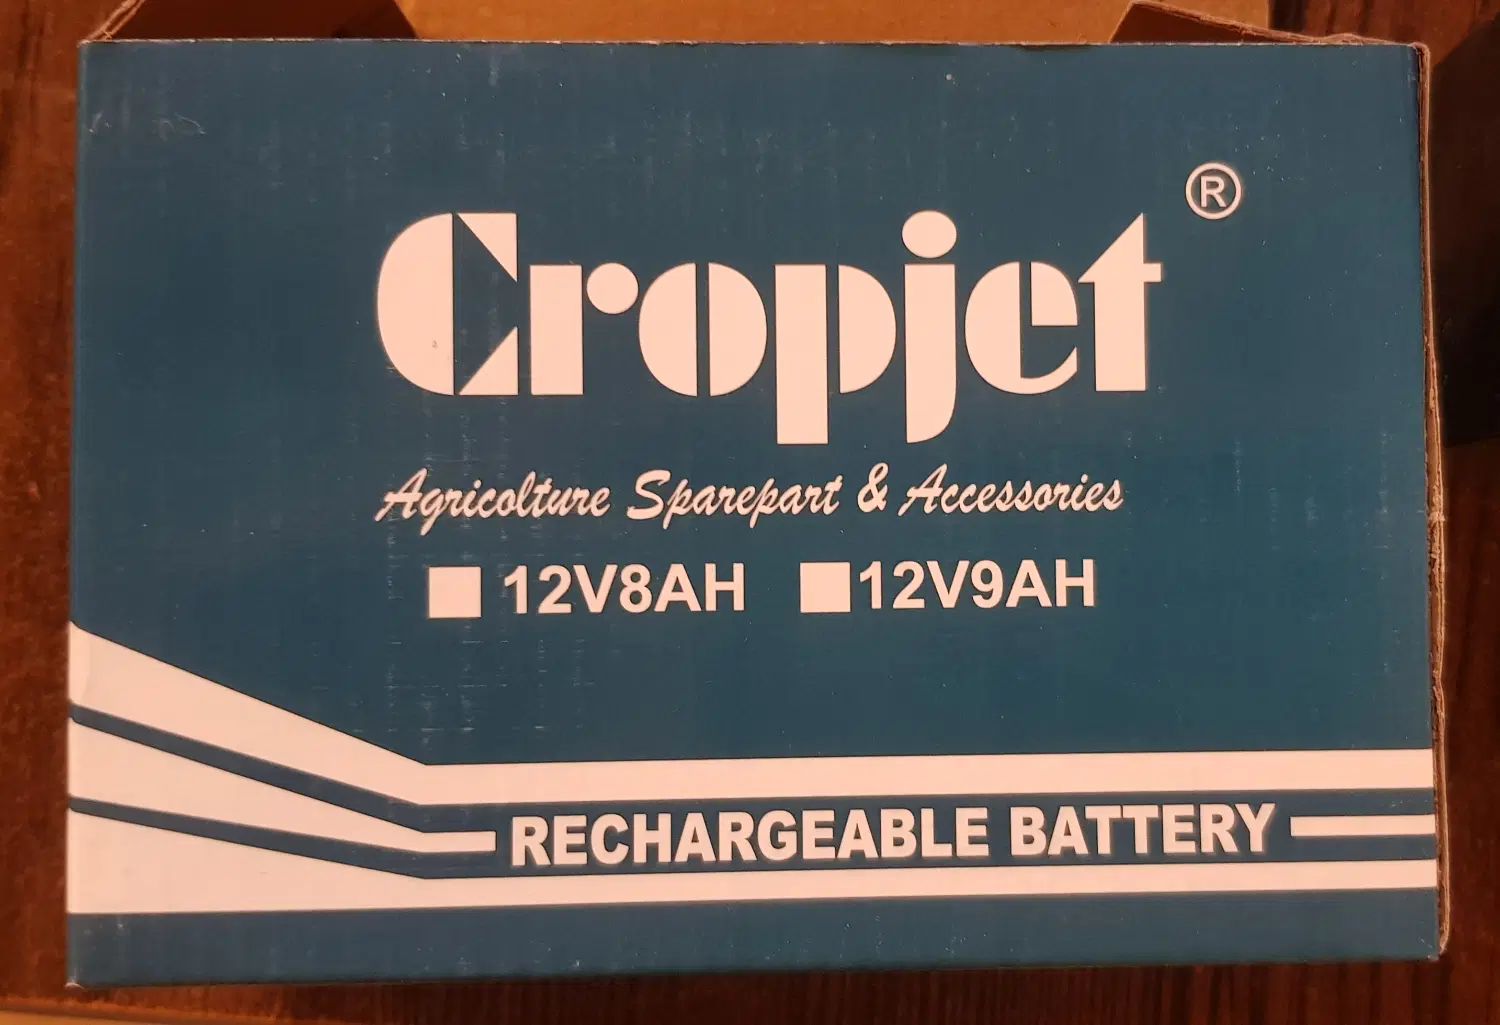 Cropjet ®
Agricolture Sparepart & Accessories
12V8AH 12V9AH
RECHARGEABLE BATTERY